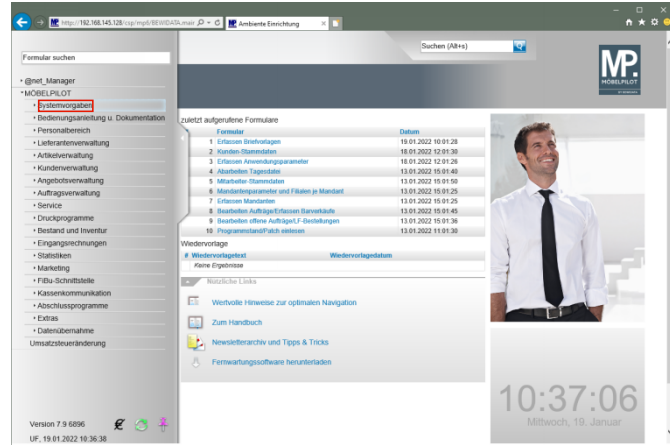 http://192.168.145.128/csp/mp8/BEWIDATA.mair
Ambiente Einrichtung
Formular suchen
Suchen (Alt+s)
MP.
MÖBELPILOT
@net_Manager
MÖBELPILOT
Systemvorgaben
Bedienungsanleitung u. Dokumentation
Personalbereich
Lieferantenverwaltung
Artikelverwaltung
Kundenverwaltung
Angebotsverwaltung
Auftragsverwaltung
Service
Druckprogramme
Bestand und Inventur
Eingangsrechnungen
Statistiken
Marketing
FiBu-Schnittstelle
Kassenkommunikation
Abschlussprogramme
Extras
Datenübernahme
Umsatzsteueränderung
Version 7.9 6896
UF, 19.01.2022 10:36:38
zuletzt aufgerufene Formulare
Formular Datum
1 Erfassen Briefvorlagen 19.01.2022 10:01:28
2 Kunden-Stammdaten 18.01.2022 12:01:30
3 Erfassen Anwendungsparameter 18.01.2022 12:01:26
4 Abarbeiten Tagesdatei 13.01.2022 15:01:40
5 Mitarbeiter-Stammdaten 13.01.2022 15:01:50
6 Mandantenparameter und Filialen je Mandant 13.01.2022 15:01:25
7 Erfassen Mandanten 13.01.2022 15:01:25
8 Bearbeiten Aufträge/Erfassen Barverkäufe 13.01.2022 15:01:45
9 Bearbeiten offene Aufträge/LF-Bestellungen 13.01.2022 15:01:36
10 Programmstand/Patch einlesen 13.01.2022 11:01:30
Wiedervorlage
# Wiedervorlagetext Wiedervorlagedatum
Keine Ergebnisse
Nützliche Links
Wertvolle Hinweise zur optimalen Navigation
Zum Handbuch
Newsletterarchiv und Tipps & Tricks
Fernwartungssoftware herunterladen
10:37:06
Mittwoch, 19. Januar